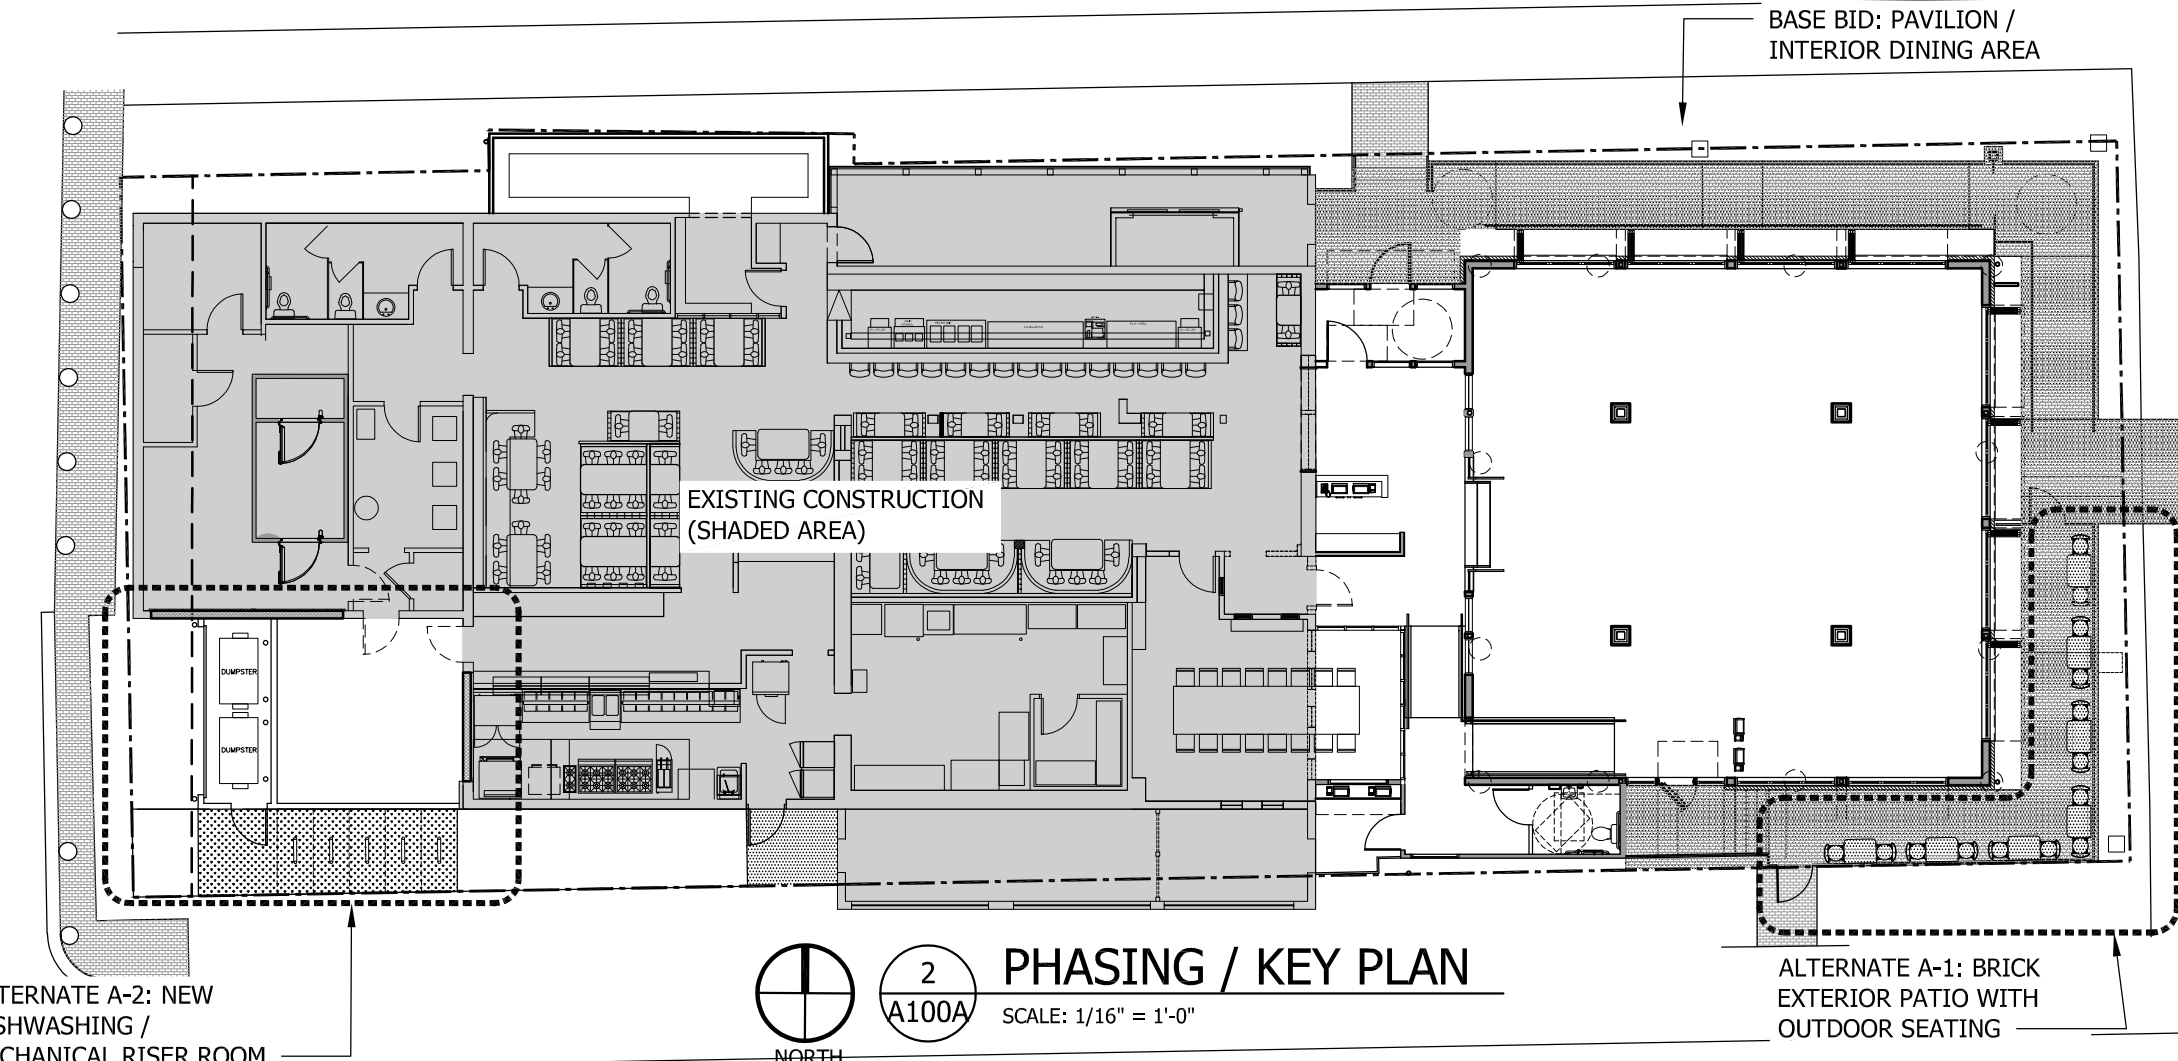 BASE BID: PAVILION /
INTERIOR DINING AREA
EXISTING CONSTRUCTION
(SHADED AREA)
DUMPSTER
DUMPSTER
TERNATE A-2: NEW
SHWASHING /
CHANICAL RISER ROOM
NORTH
2
A100A
PHASING / KEY PLAN
SCALE: 1/16" = 1'-0"
ALTERNATE A-1: BRICK
EXTERIOR PATIO WITH
OUTDOOR SEATING